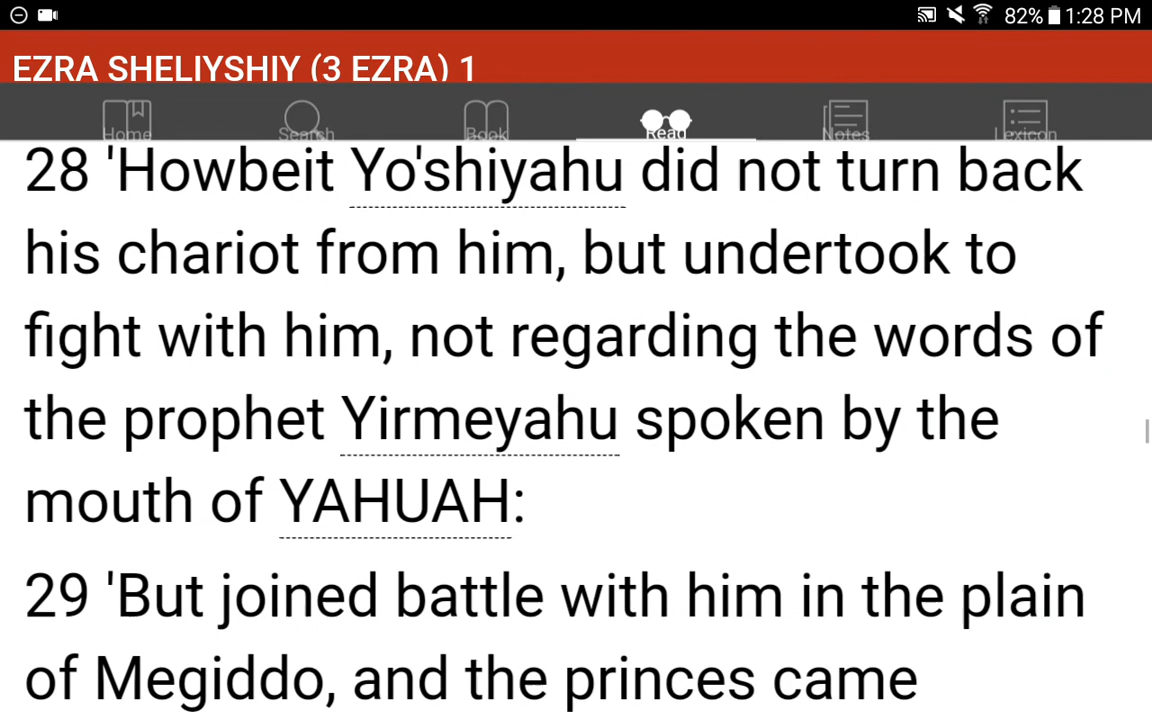 82% 1:28 PM
EZRA SHELIYSHIY (3 EZRA) 1
Home Search Book Read Notes Lexicon
28 'Howbeit Yo'shiyahu did not turn back
his chariot from him, but undertook to
fight with him, not regarding the words of
the prophet Yirmeyahu spoken by the
mouth of YAHUAH:
29 'But joined battle with him in the plain
of Megiddo, and the princes came